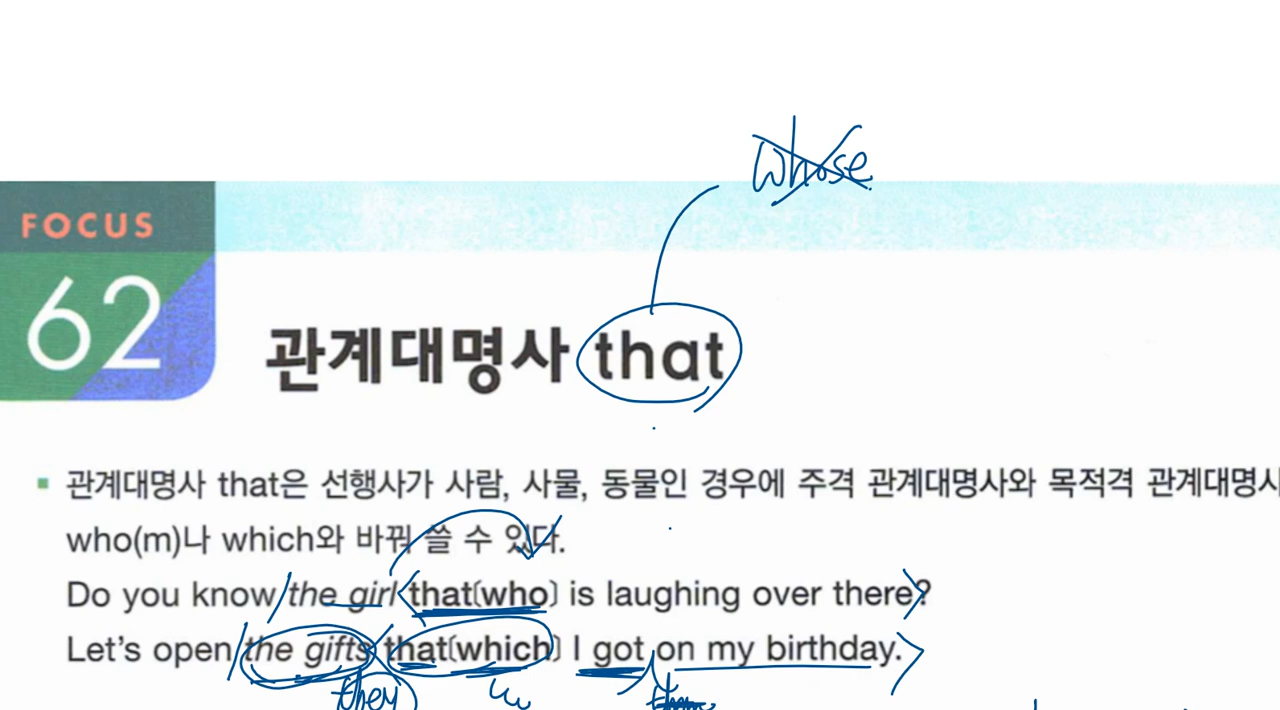 whose
FOCUS
62
관계대명사 that
관계대명사 that은 선행사가 사람, 사물, 동물인 경우에 주격 관계대명사와 목적격 관계대명사
who(m)나 which와 바꿔 쓸 수 있다.
Do you know the girl that(who) is laughing over there?
Let's open the gifts that(which) I got on my birthday.
they